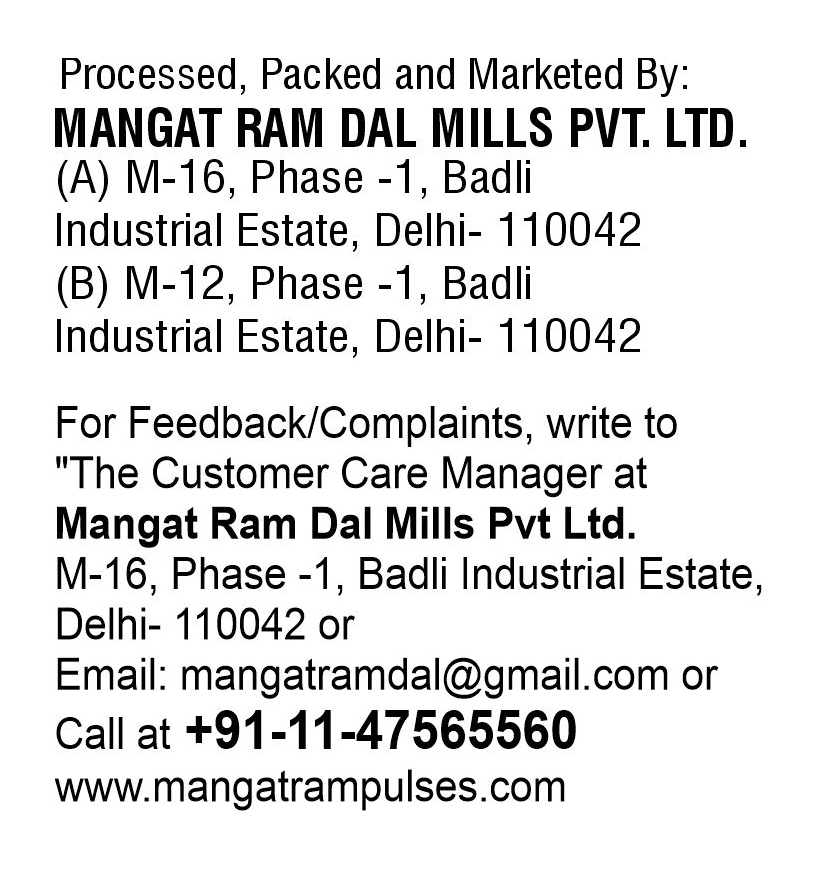 Processed, Packed and Marketed By:
MANGAT RAM DAL MILLS PVT. LTD.
(A) M-16, Phase -1, Badli
Industrial Estate, Delhi- 110042
(B) M-12, Phase -1, Badli
Industrial Estate, Delhi- 110042
For Feedback/Complaints, write to
"The Customer Care Manager at
Mangat Ram Dal Mills Pvt Ltd.
M-16, Phase -1, Badli Industrial Estate,
Delhi- 110042 or
Email: mangatramdal@gmail.com or
Call at +91-11-47565560
www.mangatrampulses.com